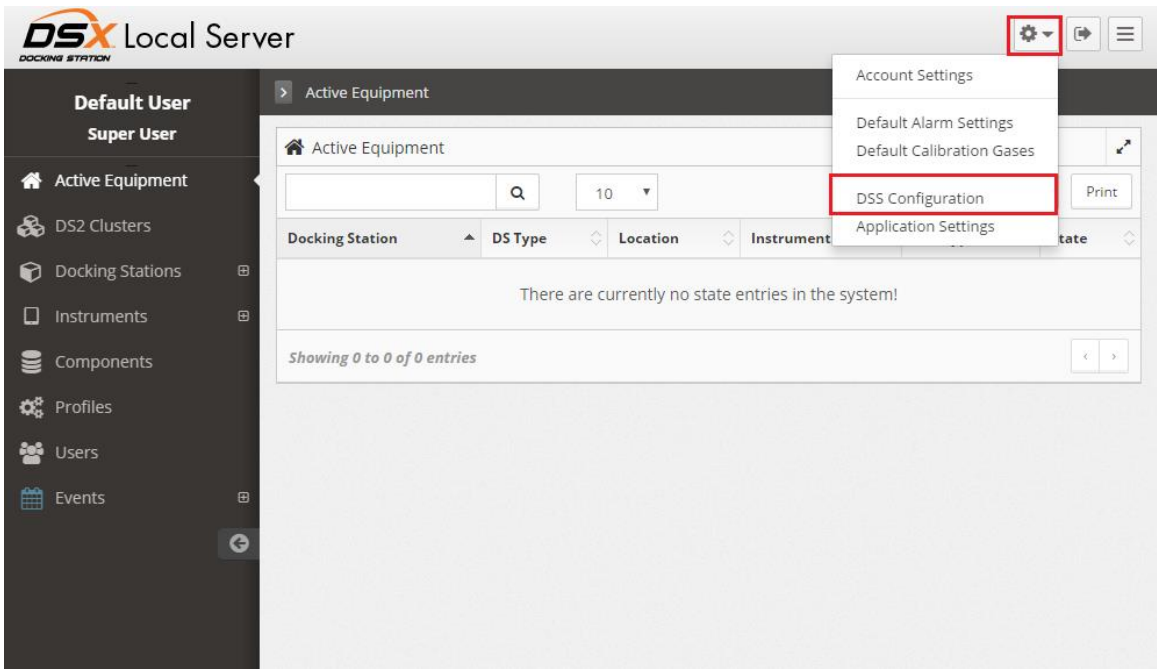 DSX Local Server
DOCKING STATION
Account Settings
Default Alarm Settings
Default Calibration Gases
DSS Configuration
Application Settings
Default User
Super User
Active Equipment
DS2 Clusters
Docking Stations
Instruments
Components
Profiles
Users
Events
Active Equipment
Active Equipment
10
Print
Docking Station DS Type Location Instrument tate
There are currently no state entries in the system!
Showing 0 to 0 of 0 entries